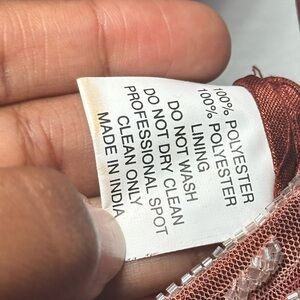 100% POLYESTER
100% POLYESTER
LINING
DO NOT WASH
DO NOT DRY CLEAN
PROFESSIONAL SPOT
CLEAN ONLY
MADE IN INDIA